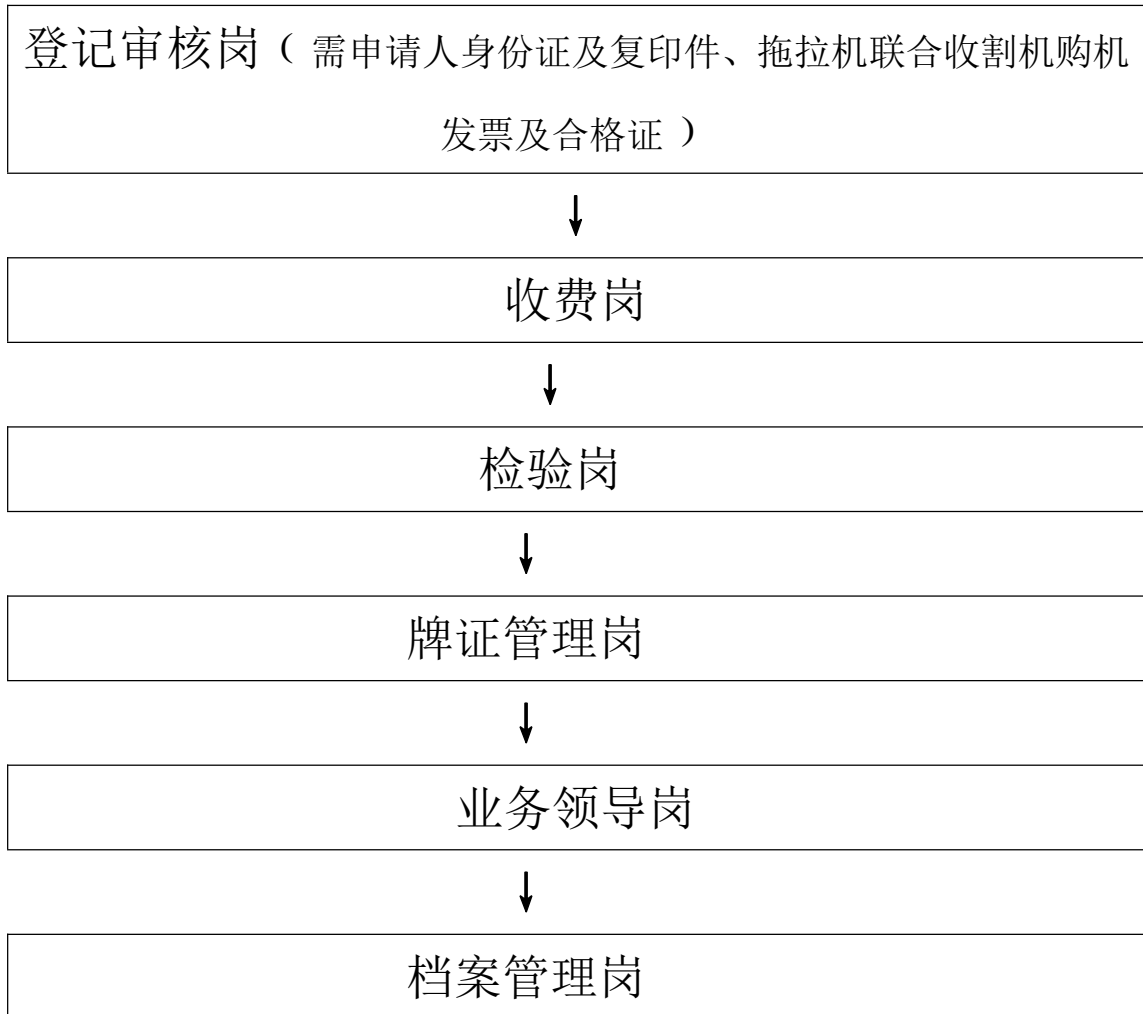 登记审核岗（需申请人身份证及复印件、拖拉机联合收割机购机
发票及合格证）
收费岗
检验岗
牌证管理岗
业务领导岗
档案管理岗